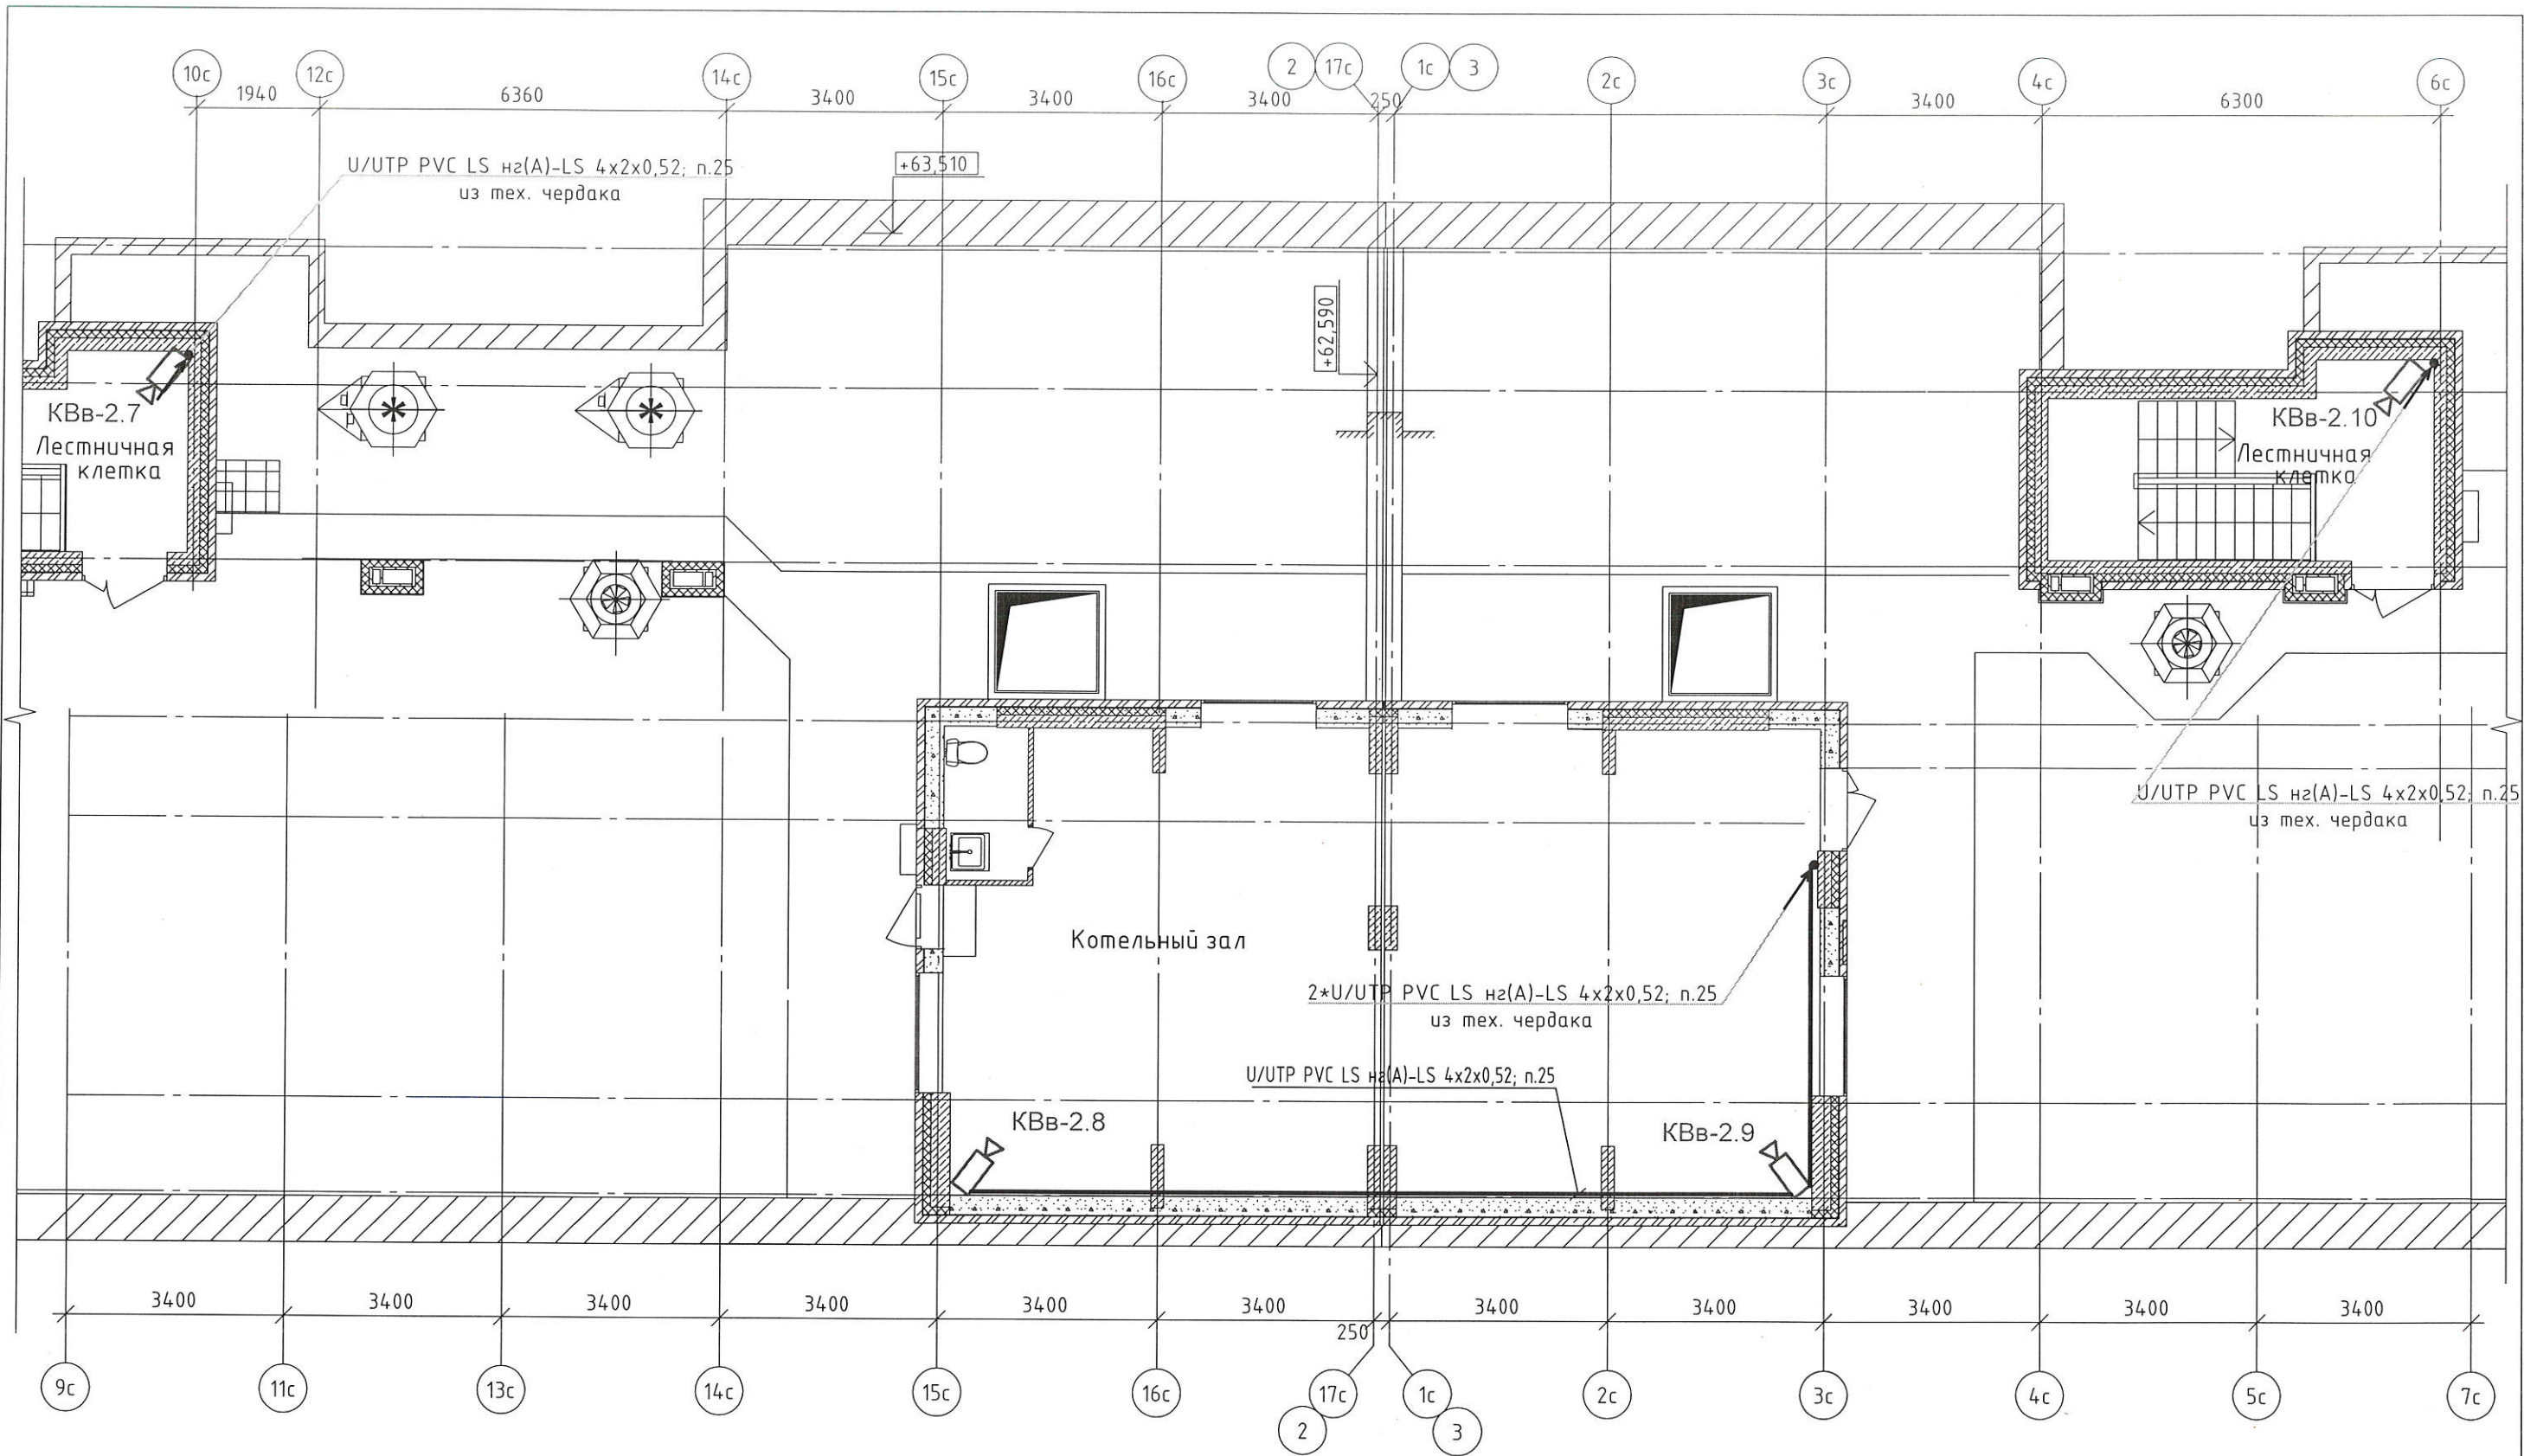 10с 12с 14с 15с 16с 2 17с 1с 3 2с 3с 4с 6с
1940 6360 3400 3400 3400 250 3400 6300
U/UTP PVC LS нг(А)-LS 4х2х0,52; п.25
из тех. чердака
+63,510
+62,590
КВв-2.7
Лестничная
клетка
КВв-2.10
Лестничная
клетка
U/UTP PVC LS нг(А)-LS 4х2х0,52; п.25
из тех. чердака
Котельный зал
2*U/UTP PVC LS нг(А)-LS 4х2х0,52; п.25
из тех. чердака
U/UTP PVC LS нг(А)-LS 4х2х0,52; п.25
КВв-2.8
КВв-2.9
3400 3400 3400 3400 3400 3400 250 3400 3400 3400 3400 3400
9с 11с 13с 14с 15с 16с 17с 1с 2с 3с 4с 5с 7с
2 3